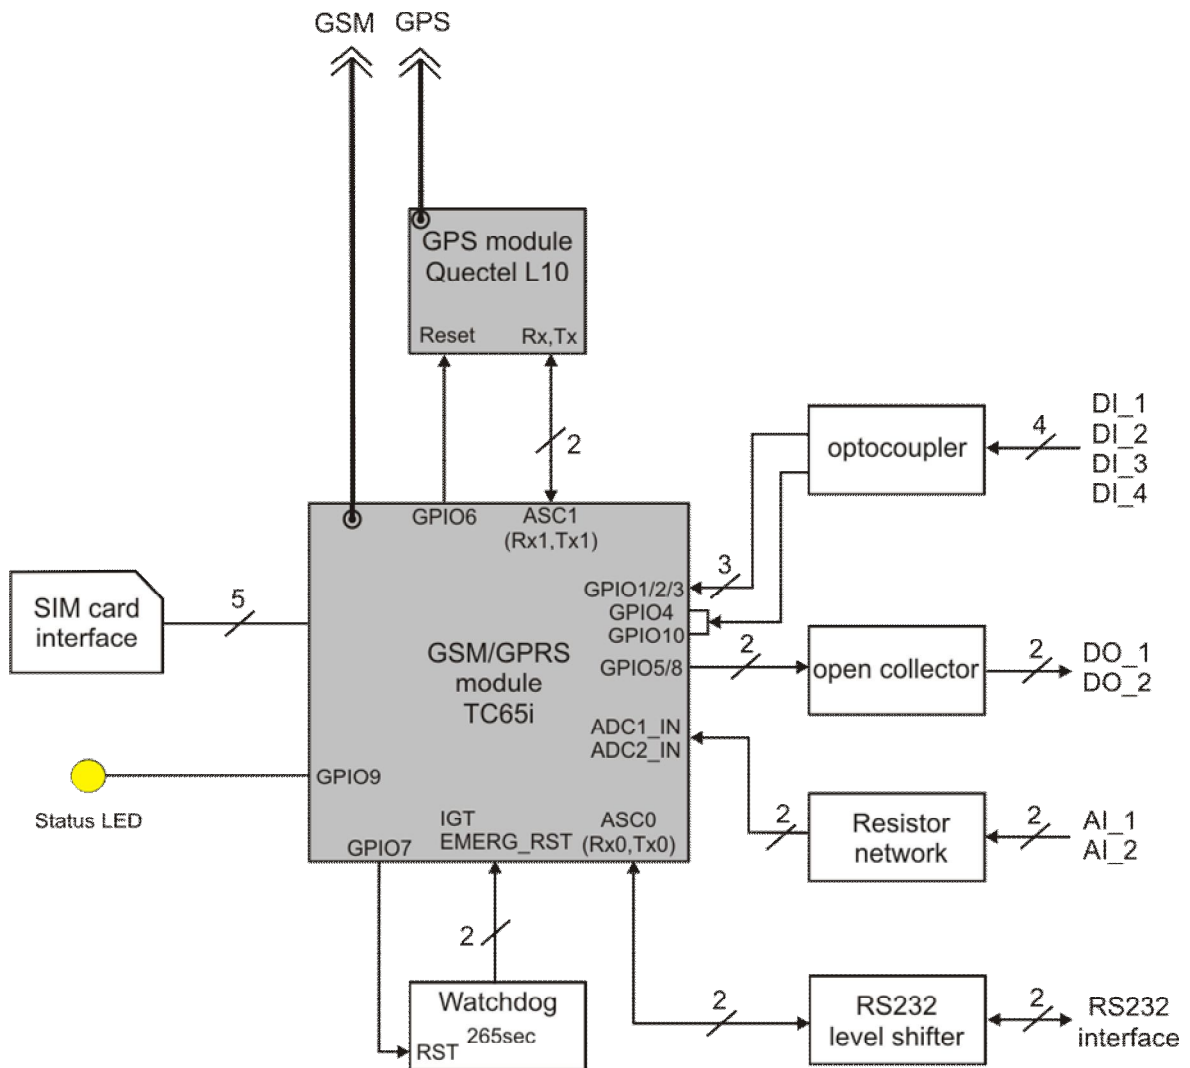 GSM GPS
GPS module
Quectel L10
Reset Rx,Tx
2
optocoupler
4
DI_1
DI_2
DI_3
DI_4
GPIO6 ASC1
(Rx1,Tx1)
3
GPIO1/2/3
GPIO4
GPIO10
GPIO5/8
2
open collector
2
DO_1
DO_2
SIM card
interface
5
GSM/GPRS
module
TC65i
ADC1_IN
ADC2_IN
2
Resistor
network
2
AI_1
AI_2
Status LED
GPIO9
GPIO7
IGT
EMERG_RST
ASC0
(Rx0,Tx0)
2
Watchdog
265sec
RST
2
RS232
level shifter
2
RS232
interface